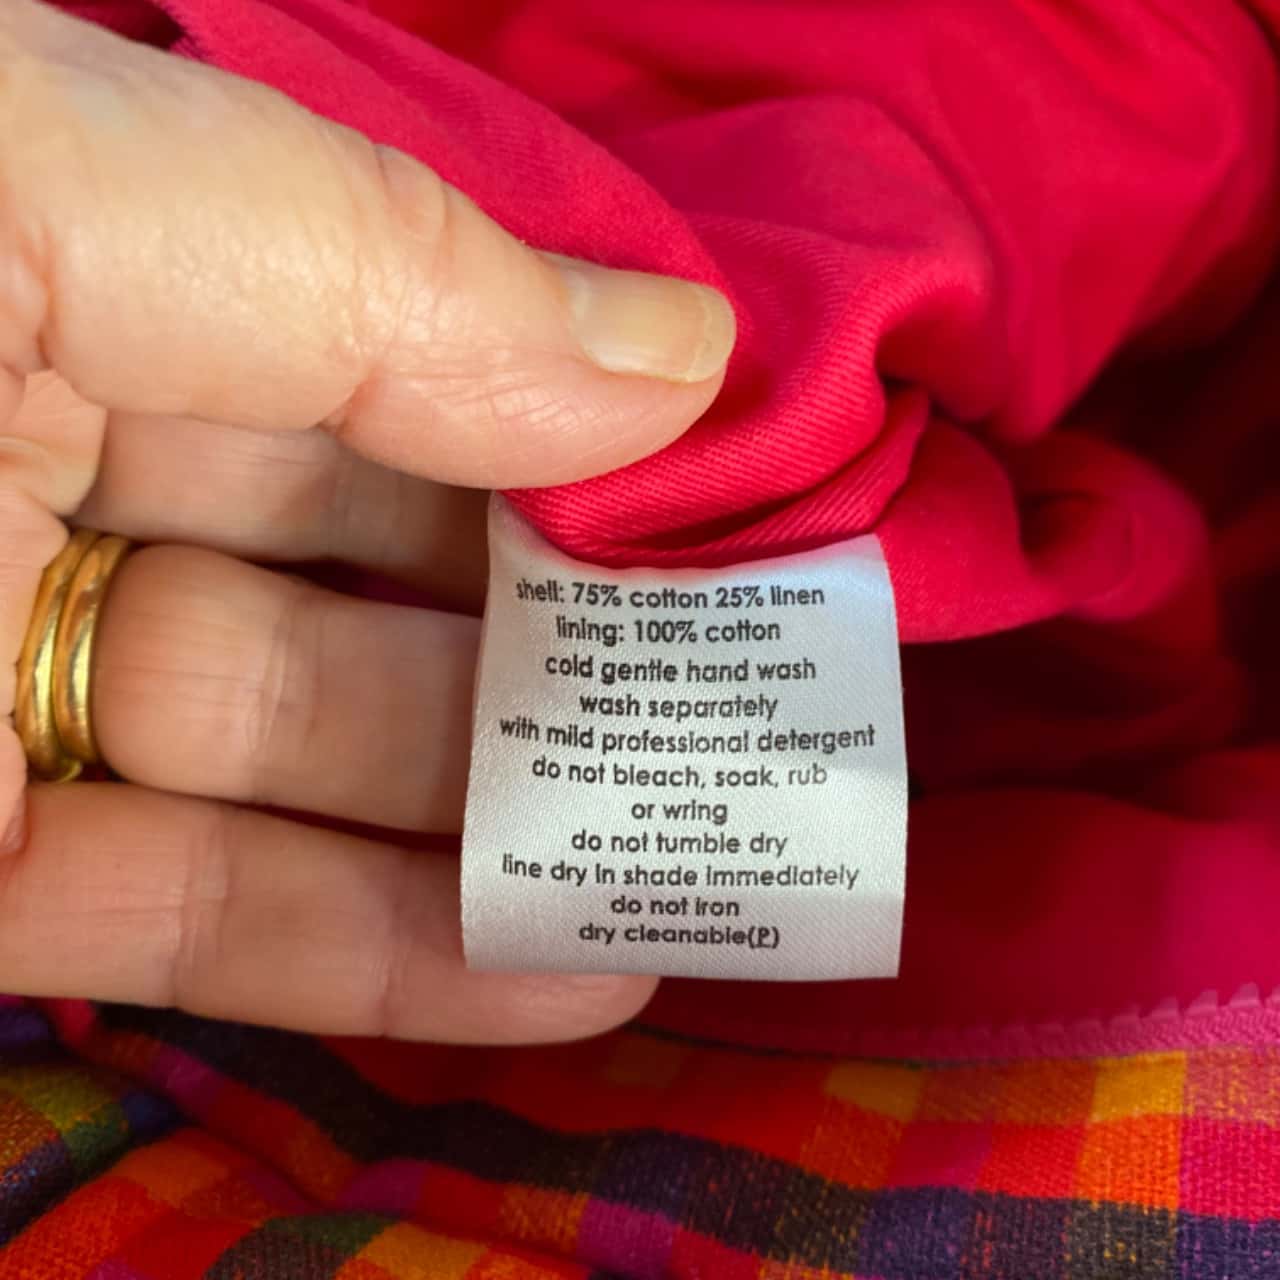 shell: 75% cotton 25% linen
lining: 100% cotton
cold gentle hand wash
wash separately
with mild professional detergent
do not bleach, soak, rub
or wring
do not tumble dry
line dry in shade immediately
do not iron
dry cleanable(P)